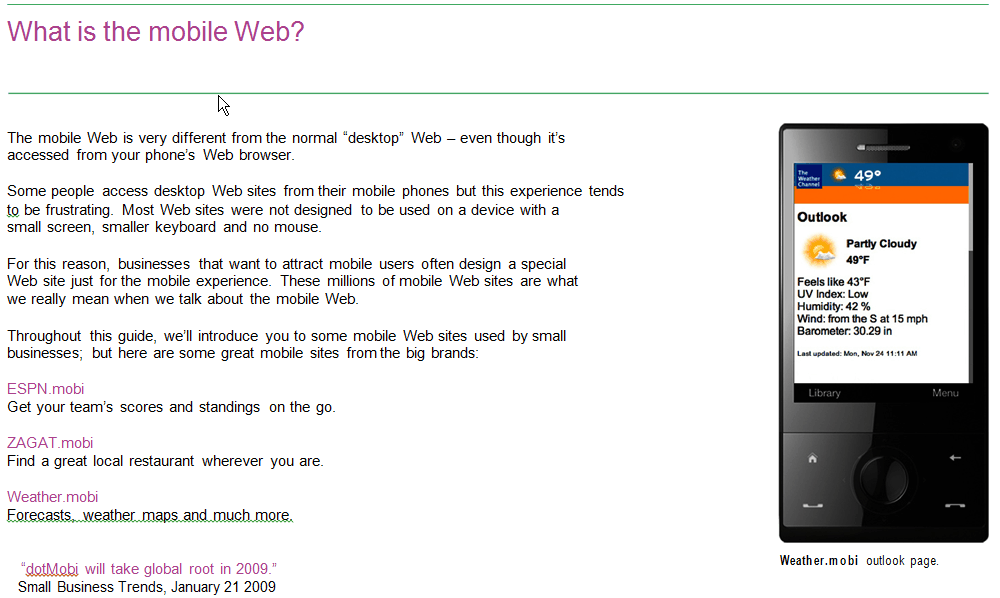 What is the mobile Web?
The mobile Web is very different from the normal “desktop” Web – even though it’s
accessed from your phone’s Web browser.
Some people access desktop Web sites from their mobile phones but this experience tends
to be frustrating. Most Web sites were not designed to be used on a device with a
small screen, smaller keyboard and no mouse.
For this reason, businesses that want to attract mobile users often design a special
Web site just for the mobile experience. These millions of mobile Web sites are what
we really mean when we talk about the mobile Web.
Throughout this guide, we’ll introduce you to some mobile Web sites used by small
businesses; but here are some great mobile sites from the big brands:
ESPN.mobi
Get your team’s scores and standings on the go.
ZAGAT.mobi
Find a great local restaurant wherever you are.
Weather.mobi
Forecasts, weather maps and much more.
“dotMobi will take global root in 2009.”
Small Business Trends, January 21 2009
The
Weather
Channel
49°
Outlook
Partly Cloudy
49°F
Feels like 43°F
UV Index: Low
Humidity: 42 %
Wind: from the S at 15 mph
Barometer: 30.29 in
Last updated: Mon, Nov 24 11:11 AM
Library Menu
Weather.mobi outlook page.